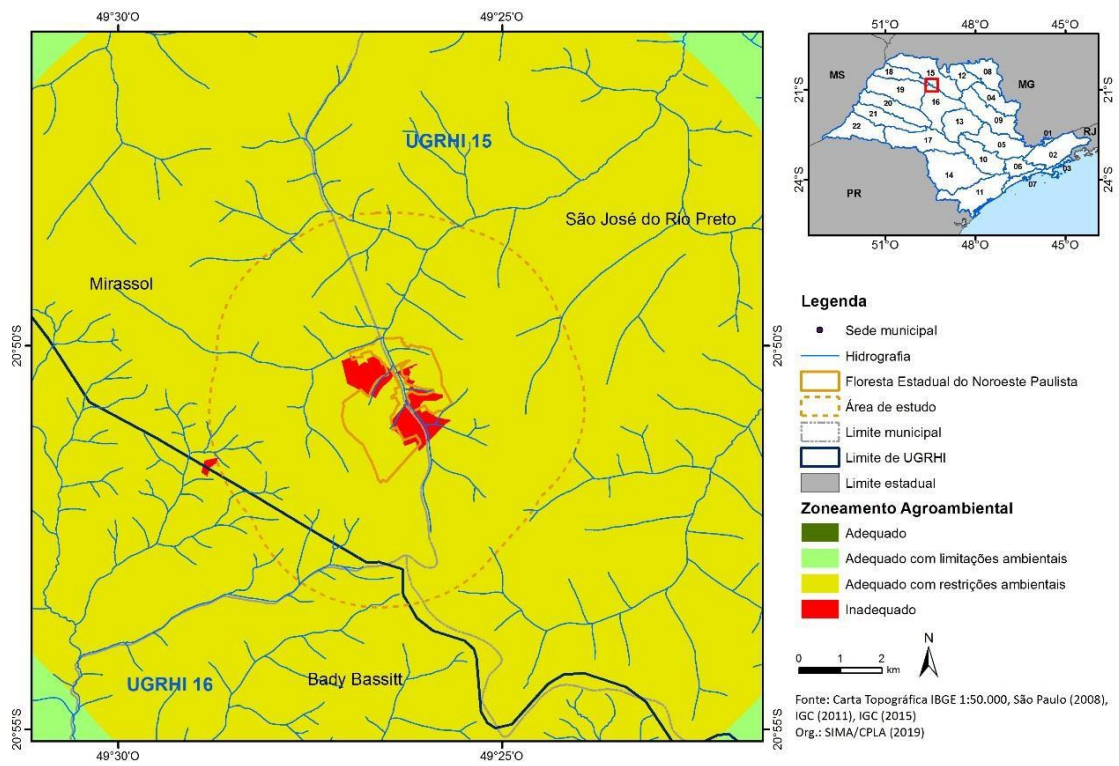 49°30'O
49°25'O
20°50'S
20°55'S
UGRHI 15
São José do Rio Preto
Mirassol
UGRHI 16
Bady Bassitt
20°50'S
20°55'S
49°30'O
49°25'O
51°O
48°O
45°O
21°S
24°S
MS
MG
RJ
PR
18
15
12
08
19
16
04
20
13
09
21
22
17
05
01
02
10
06
03
14
07
11
21°S
24°S
51°O
48°O
45°O
Legenda
Sede municipal
Hidrografia
Floresta Estadual do Noroeste Paulista
Área de estudo
Limite municipal
Limite de UGRHI
Limite estadual
Zoneamento Agroambiental
Adequado
Adequado com limitações ambientais
Adequado com restrições ambientais
Inadequado
0 1 2
km
N
Fonte: Carta Topográfica IBGE 1:50.000, São Paulo (2008),
IGC (2011), IGC (2015)
Org.: SIMA/CPLA (2019)